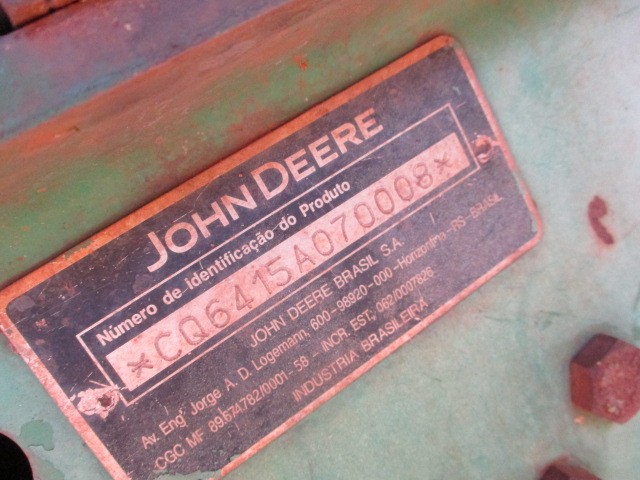 JOHN DEERE
Número de Identificação do Produto
*CQ6415A070008*
JOHN DEERE BRASIL S.A.
Av. Engº Jorge A. D. Logemann, 600-98920-000-Horizontina-RS-BRASIL
CGC MF 89.674.782/0001-58 - INCR. EST, 062/0007626
INDÚSTRIA BRASILEIRA